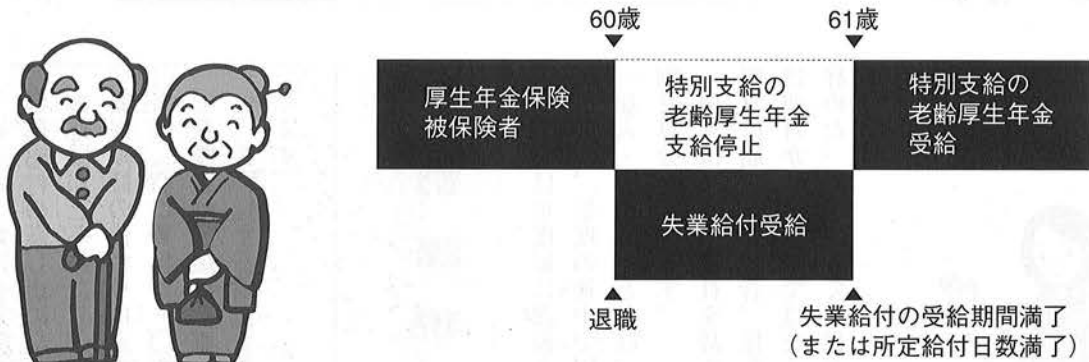 60歳
61歳
厚生年金保険
被保険者
特別支給の
老齢厚生年金
支給停止
特別支給の
老齢厚生年金
受給
失業給付受給
退職
失業給付の受給期間満了
(または所定給付日数満了)